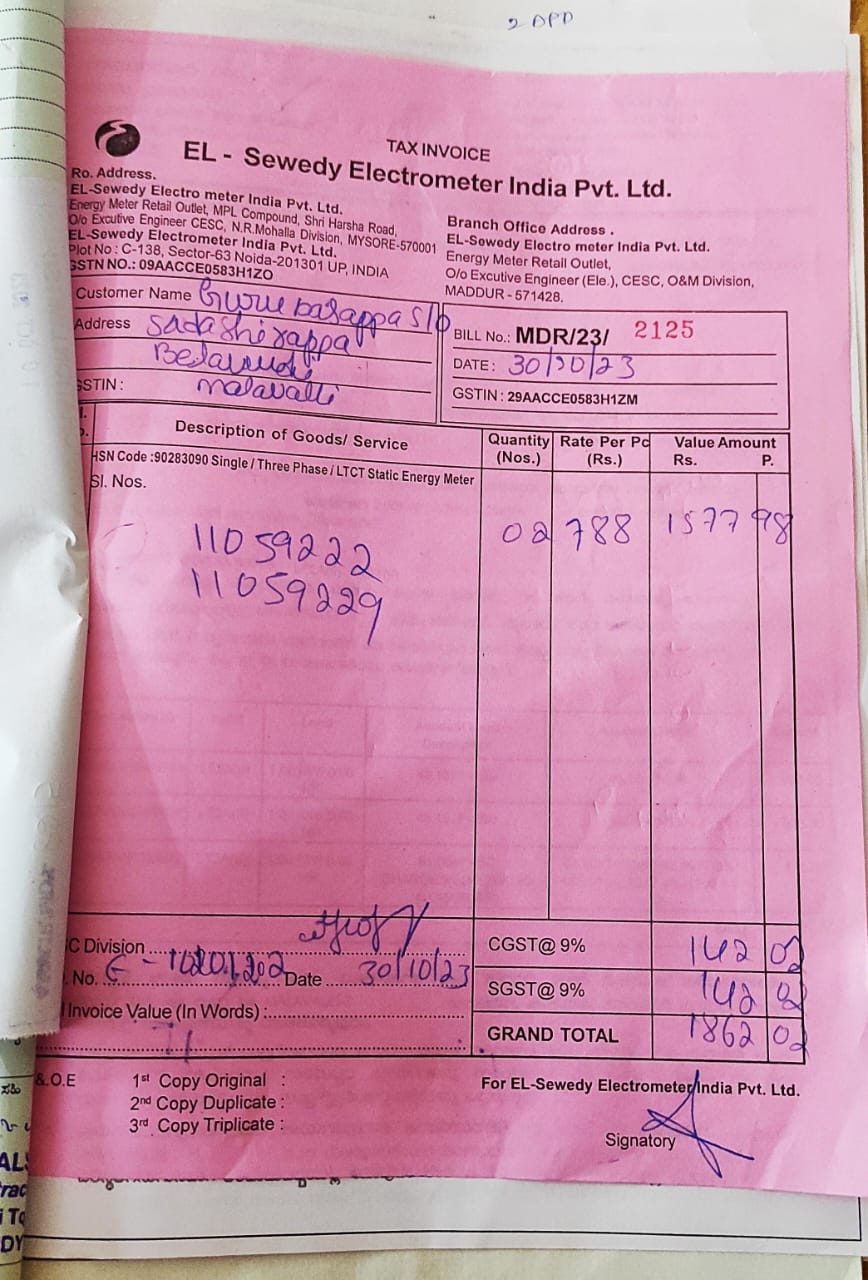 2 DPD
TAX INVOICE
EL - Sewedy Electrometer India Pvt. Ltd.
Ro. Address.
EL-Sewedy Electro meter India Pvt. Ltd.
Energy Meter Retail Outlet, MPL Compound, Shri Harsha Road,
O/o Excutive Engineer CESC, N.R.Mohalla Division, MYSORE-570001
EL-Sewedy Electrometer India Pvt. Ltd.
Plot No : C-138, Sector-63 Noida-201301 UP, INDIA
GSTN NO.: 09AACCE0583H1ZO
Branch Office Address .
EL-Sewedy Electro meter India Pvt. Ltd.
Energy Meter Retall Outlet,
O/o Excutive Engineer (Ele.), CESC, O&M Division,
MADDUR - 571428.
Customer Name Gurubasappa S/o
Address Sadashivappa
GSTIN : malavalli
BILL No.: MDR/23/ 2125
DATE : 30/10/23
GSTIN : 29AACCE0583H1ZM
Description of Goods/ Service Quantity (Nos.) Rate Per Pc (Rs.) Value Amount Rs. P.
HSN Code :90283090 Single / Three Phase / LTCT Static Energy Meter
Sl. Nos.
11059222 02 788 1577 98
11059229
C Division
No. Date 30/10/23
Invoice Value (In Words) :
CGST@ 9% 142 02
SGST@ 9% 142 02
GRAND TOTAL 1862 02
&.O.E
1st Copy Original :
2nd Copy Duplicate :
3rd Copy Triplicate :
For EL-Sewedy Electrometer India Pvt. Ltd.
Signatory